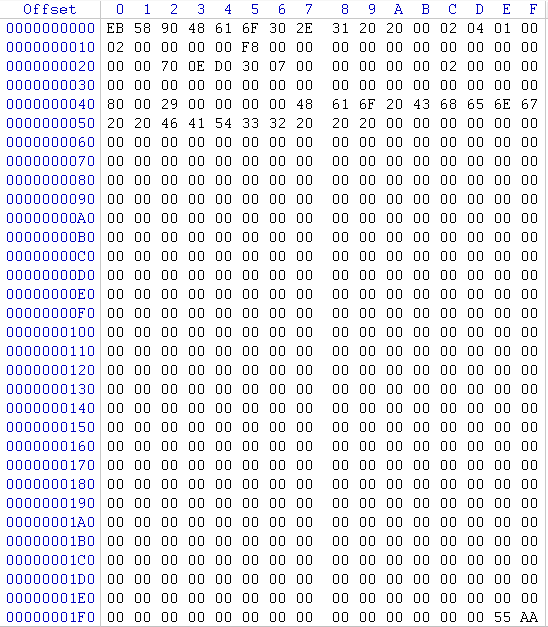 Offset 0 1 2 3 4 5 6 7 8 9 A B C D E F
0000000000 EB 58 90 48 61 6F 30 2E 31 20 20 00 02 04 01 00
0000000010 02 00 00 00 00 F8 00 00 00 00 00 00 00 00 00 00
0000000020 00 00 70 0E D0 30 07 00 00 00 00 00 02 00 00 00
0000000030 00 00 00 00 00 00 00 00 00 00 00 00 00 00 00 00
0000000040 80 00 29 00 00 00 00 48 61 6F 20 43 68 65 6E 67
0000000050 20 20 46 41 54 33 32 20 20 20 00 00 00 00 00 00
0000000060 00 00 00 00 00 00 00 00 00 00 00 00 00 00 00 00
0000000070 00 00 00 00 00 00 00 00 00 00 00 00 00 00 00 00
0000000080 00 00 00 00 00 00 00 00 00 00 00 00 00 00 00 00
0000000090 00 00 00 00 00 00 00 00 00 00 00 00 00 00 00 00
00000000A0 00 00 00 00 00 00 00 00 00 00 00 00 00 00 00 00
00000000B0 00 00 00 00 00 00 00 00 00 00 00 00 00 00 00 00
00000000C0 00 00 00 00 00 00 00 00 00 00 00 00 00 00 00 00
00000000D0 00 00 00 00 00 00 00 00 00 00 00 00 00 00 00 00
00000000E0 00 00 00 00 00 00 00 00 00 00 00 00 00 00 00 00
00000000F0 00 00 00 00 00 00 00 00 00 00 00 00 00 00 00 00
0000000100 00 00 00 00 00 00 00 00 00 00 00 00 00 00 00 00
0000000110 00 00 00 00 00 00 00 00 00 00 00 00 00 00 00 00
0000000120 00 00 00 00 00 00 00 00 00 00 00 00 00 00 00 00
0000000130 00 00 00 00 00 00 00 00 00 00 00 00 00 00 00 00
0000000140 00 00 00 00 00 00 00 00 00 00 00 00 00 00 00 00
0000000150 00 00 00 00 00 00 00 00 00 00 00 00 00 00 00 00
0000000160 00 00 00 00 00 00 00 00 00 00 00 00 00 00 00 00
0000000170 00 00 00 00 00 00 00 00 00 00 00 00 00 00 00 00
0000000180 00 00 00 00 00 00 00 00 00 00 00 00 00 00 00 00
0000000190 00 00 00 00 00 00 00 00 00 00 00 00 00 00 00 00
00000001A0 00 00 00 00 00 00 00 00 00 00 00 00 00 00 00 00
00000001B0 00 00 00 00 00 00 00 00 00 00 00 00 00 00 00 00
00000001C0 00 00 00 00 00 00 00 00 00 00 00 00 00 00 00 00
00000001D0 00 00 00 00 00 00 00 00 00 00 00 00 00 00 00 00
00000001E0 00 00 00 00 00 00 00 00 00 00 00 00 00 00 00 00
00000001F0 00 00 00 00 00 00 00 00 00 00 00 00 00 00 55 AA